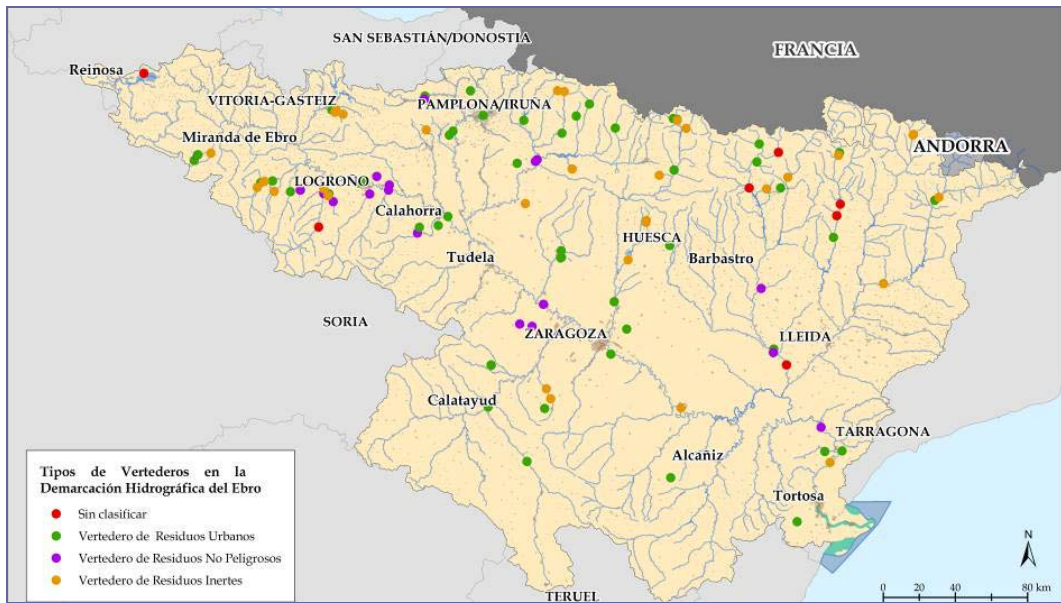 SAN SEBASTIÁN/DONOSTIA
FRANCIA
Reinosa
VITORIA-GASTEIZ
PAMPLONA/IRUÑA
Miranda de Ebro
ANDORRA
LOGROÑO
Calahorra
HUESCA
Tudela
Barbastro
SORIA
ZARAGOZA
LLEIDA
Calatayud
TARRAGONA
Alcañiz
Tortosa
TERUEL
Tipos de Vertederos en la
Demarcación Hidrográfica del Ebro
Sin clasificar
Vertedero de Residuos Urbanos
Vertedero de Residuos No Peligrosos
Vertedero de Residuos Inertes
N
0 20 40 80 km